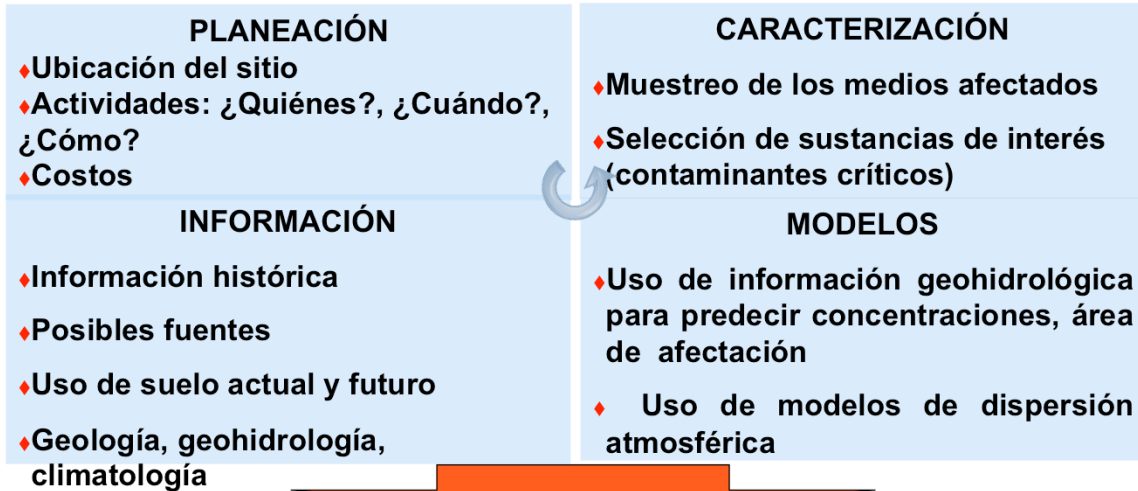 PLANEACIÓN
♦Ubicación del sitio
♦Actividades: ¿Quiénes?, ¿Cuándo?,
¿Cómo?
♦Costos
CARACTERIZACIÓN
♦Muestreo de los medios afectados
♦Selección de sustancias de interés
(contaminantes críticos)
INFORMACIÓN
♦Información histórica
♦Posibles fuentes
♦Uso de suelo actual y futuro
♦Geología, geohidrología,
climatología
MODELOS
♦Uso de información geohidrológica
para predecir concentraciones, área
de afectación
♦ Uso de modelos de dispersión
atmosférica